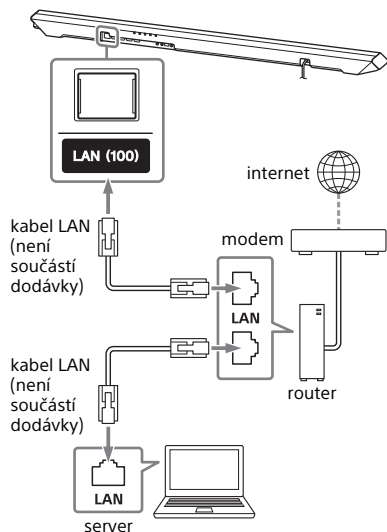 LAN (100)
internet
kabel LAN
(není
součástí
dodávky)
modem
LAN
kabel LAN
(není
součástí
dodávky)
router
LAN
server